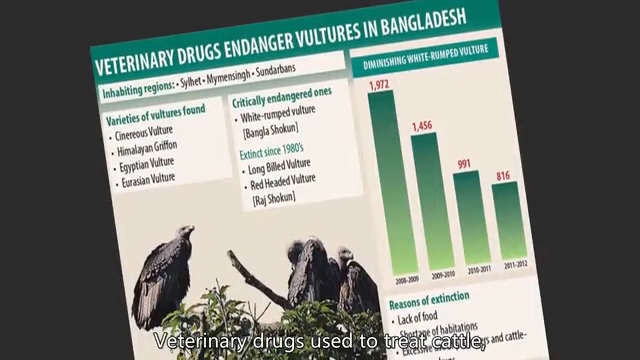 VETERINARY DRUGS ENDANGER VULTURES IN BANGLADESH
Inhabiting regions: • Sylhet • Mymensingh • Sundarbans
Varieties of vultures found
• Cinereous Vulture
• Himalayan Griffon
• Egyptian Vulture
• Eurasian Vulture
Critically endangered ones
• White-rumped vulture
[Bangla Shokun]
Extinct since 1980's
• Long Billed Vulture
• Red Headed Vulture
[Raj Shokun]
DIMINISHING WHITE-RUMPED VULTURE
1,972
1,456
991
816
2008-2009
2009-2010
2010-2011
2011-2012
Reasons of extinction
• Lack of food
Shortage of habitations
• Excessive
and cattle-
Veterinary drugs used to treat cattle,